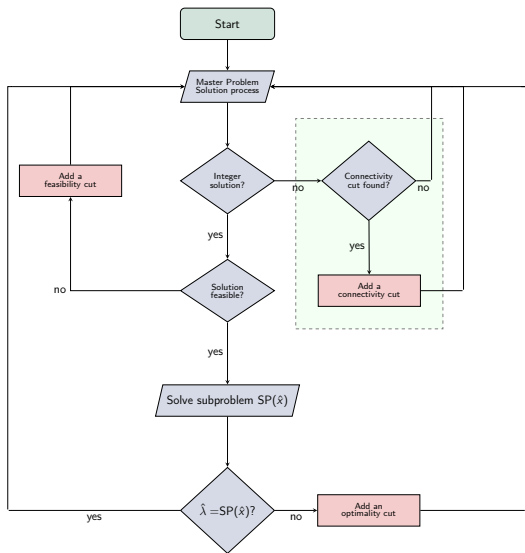 Start
Master Problem
Solution process
Add a
feasibility cut
Integer
solution?
no
Connectivity
cut found?
no
yes
yes
Solution
feasible?
no
Add a
connectivity cut
yes
Solve subproblem SP(x̂)
λ̂ =SP(x̂)?
yes
no
Add an
optimality cut